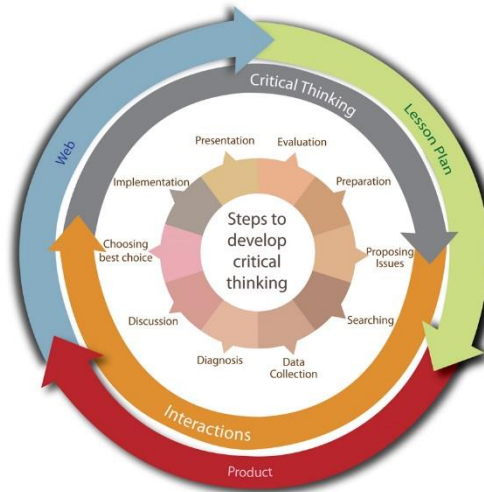 Critical Thinking
Lesson Plan
Web
Presentation
Evaluation
Implementation
Preparation
Choosing
best choice
Steps to
develop
critical
thinking
Proposing
Issues
Discussion
Searching
Diagnosis
Data
Collection
Interactions
Product